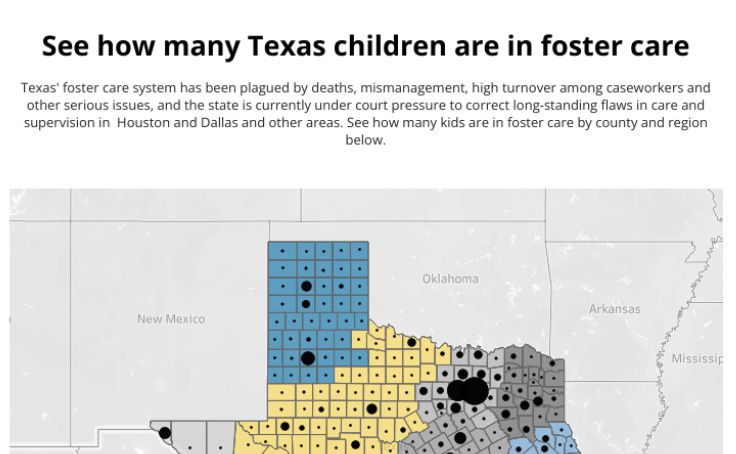 See how many Texas children are in foster care
Texas' foster care system has been plagued by deaths, mismanagement, high turnover among caseworkers and
other serious issues, and the state is currently under court pressure to correct long-standing flaws in care and
supervision in Houston and Dallas and other areas. See how many kids are in foster care by county and region
below.
Oklahoma
Arkansas
New Mexico
Mississip